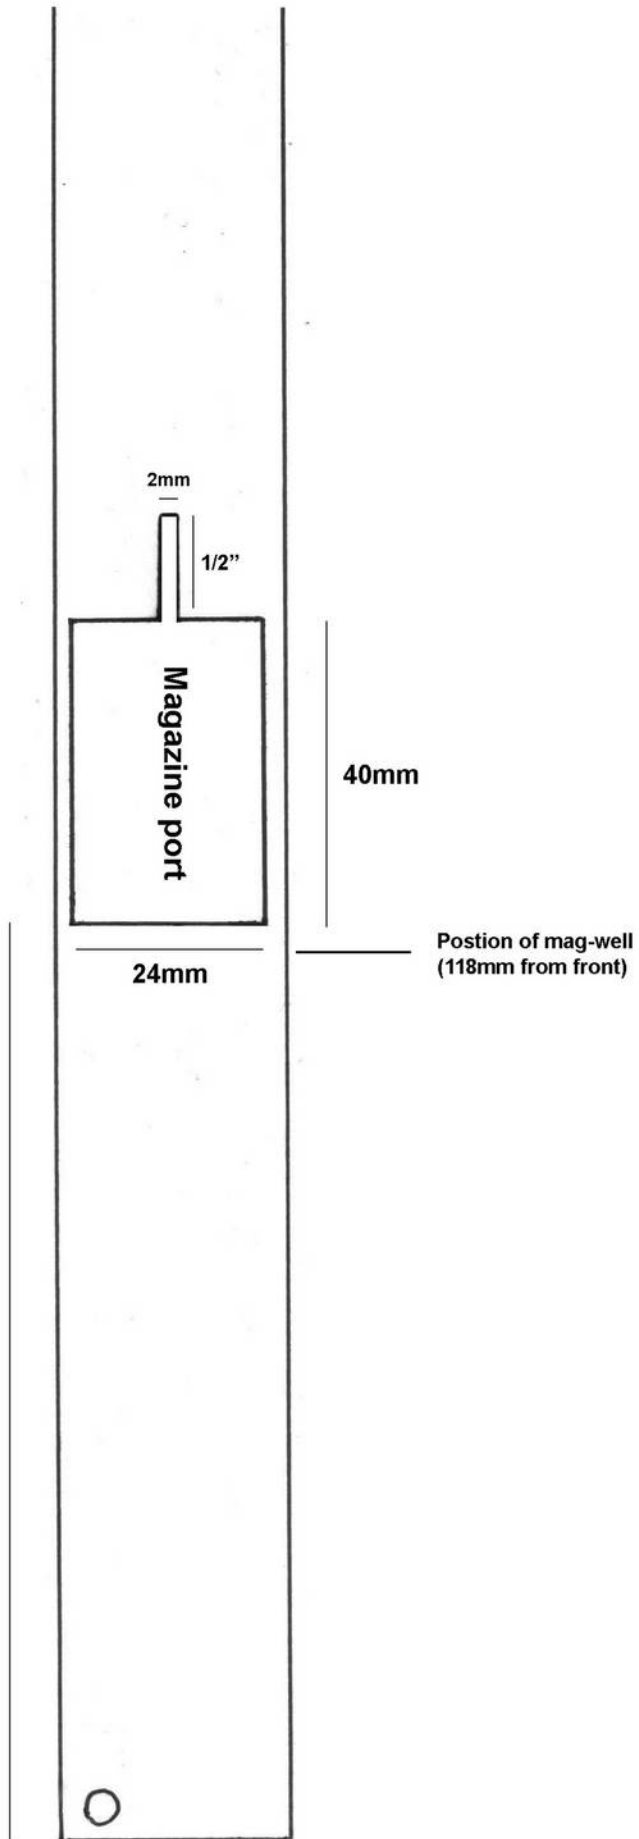 2mm
1/2”
Magazine port
40mm
24mm
Postion of mag-well
(118mm from front)